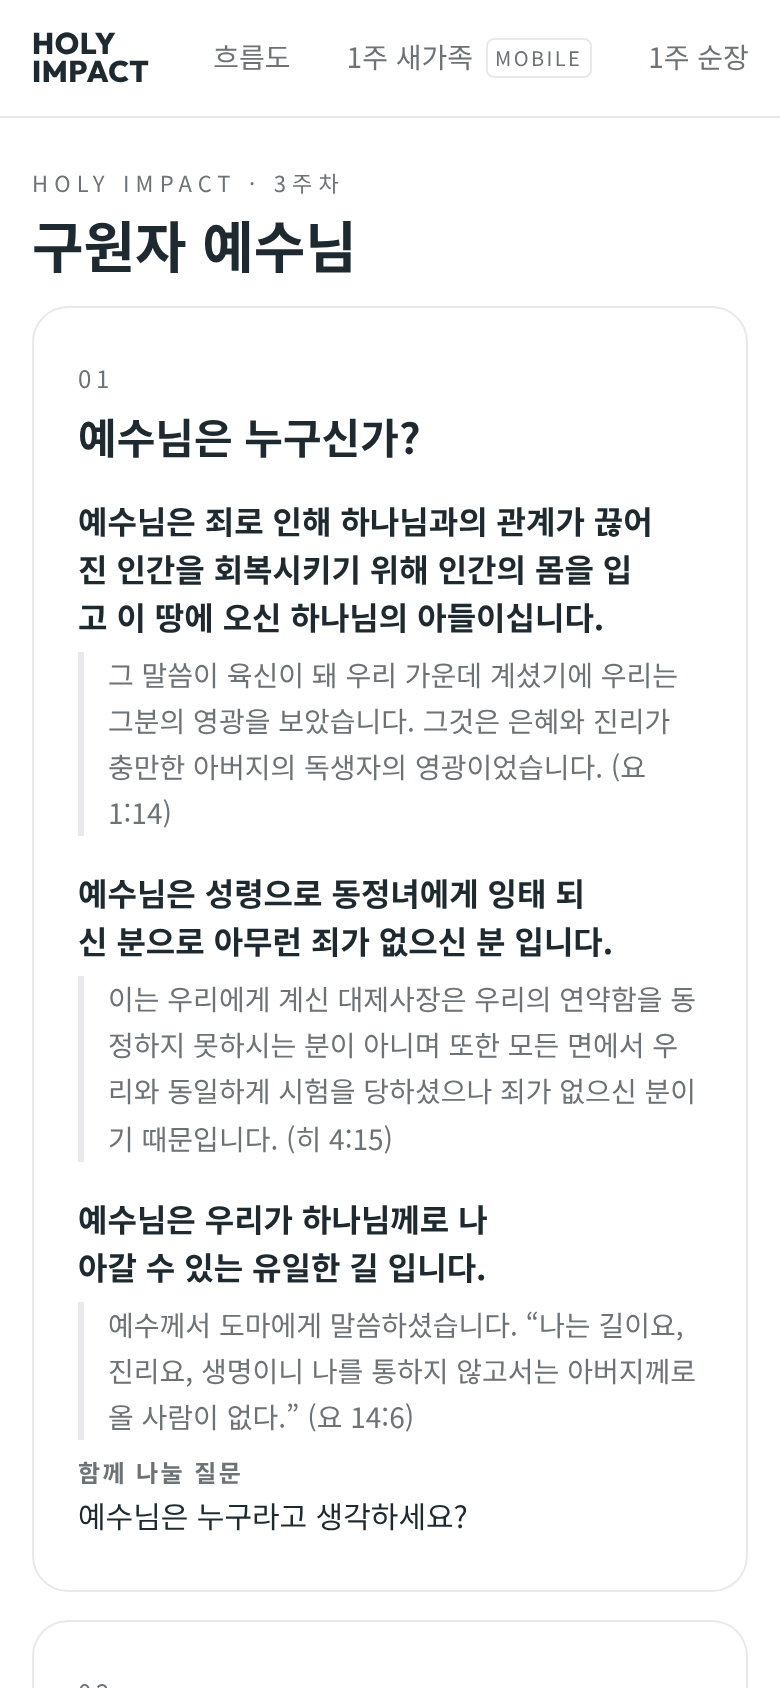 HOLY
IMPACT
흐름도
1주 새가족
MOBILE
1주 순장
HOLY IMPACT · 3주차
구원자 예수님
01
예수님은 누구신가?
예수님은 죄로 인해 하나님과의 관계가 끊어
진 인간을 회복시키기 위해 인간의 몸을 입
고 이 땅에 오신 하나님의 아들이십니다.
그 말씀이 육신이 돼 우리 가운데 계셨기에 우리는
그분의 영광을 보았습니다. 그것은 은혜와 진리가
충만한 아버지의 독생자의 영광이었습니다. (요
1:14)
예수님은 성령으로 동정녀에게 잉태 되
신 분으로 아무런 죄가 없으신 분 입니다.
이는 우리에게 계신 대제사장은 우리의 연약함을 동
정하지 못하시는 분이 아니며 또한 모든 면에서 우
리와 동일하게 시험을 당하셨으나 죄가 없으신 분이
기 때문입니다. (히 4:15)
예수님은 우리가 하나님께로 나
아갈 수 있는 유일한 길 입니다.
예수께서 도마에게 말씀하셨습니다. “나는 길이요,
진리요, 생명이니 나를 통하지 않고서는 아버지께로
올 사람이 없다.” (요 14:6)
함께 나눌 질문
예수님은 누구라고 생각하세요?